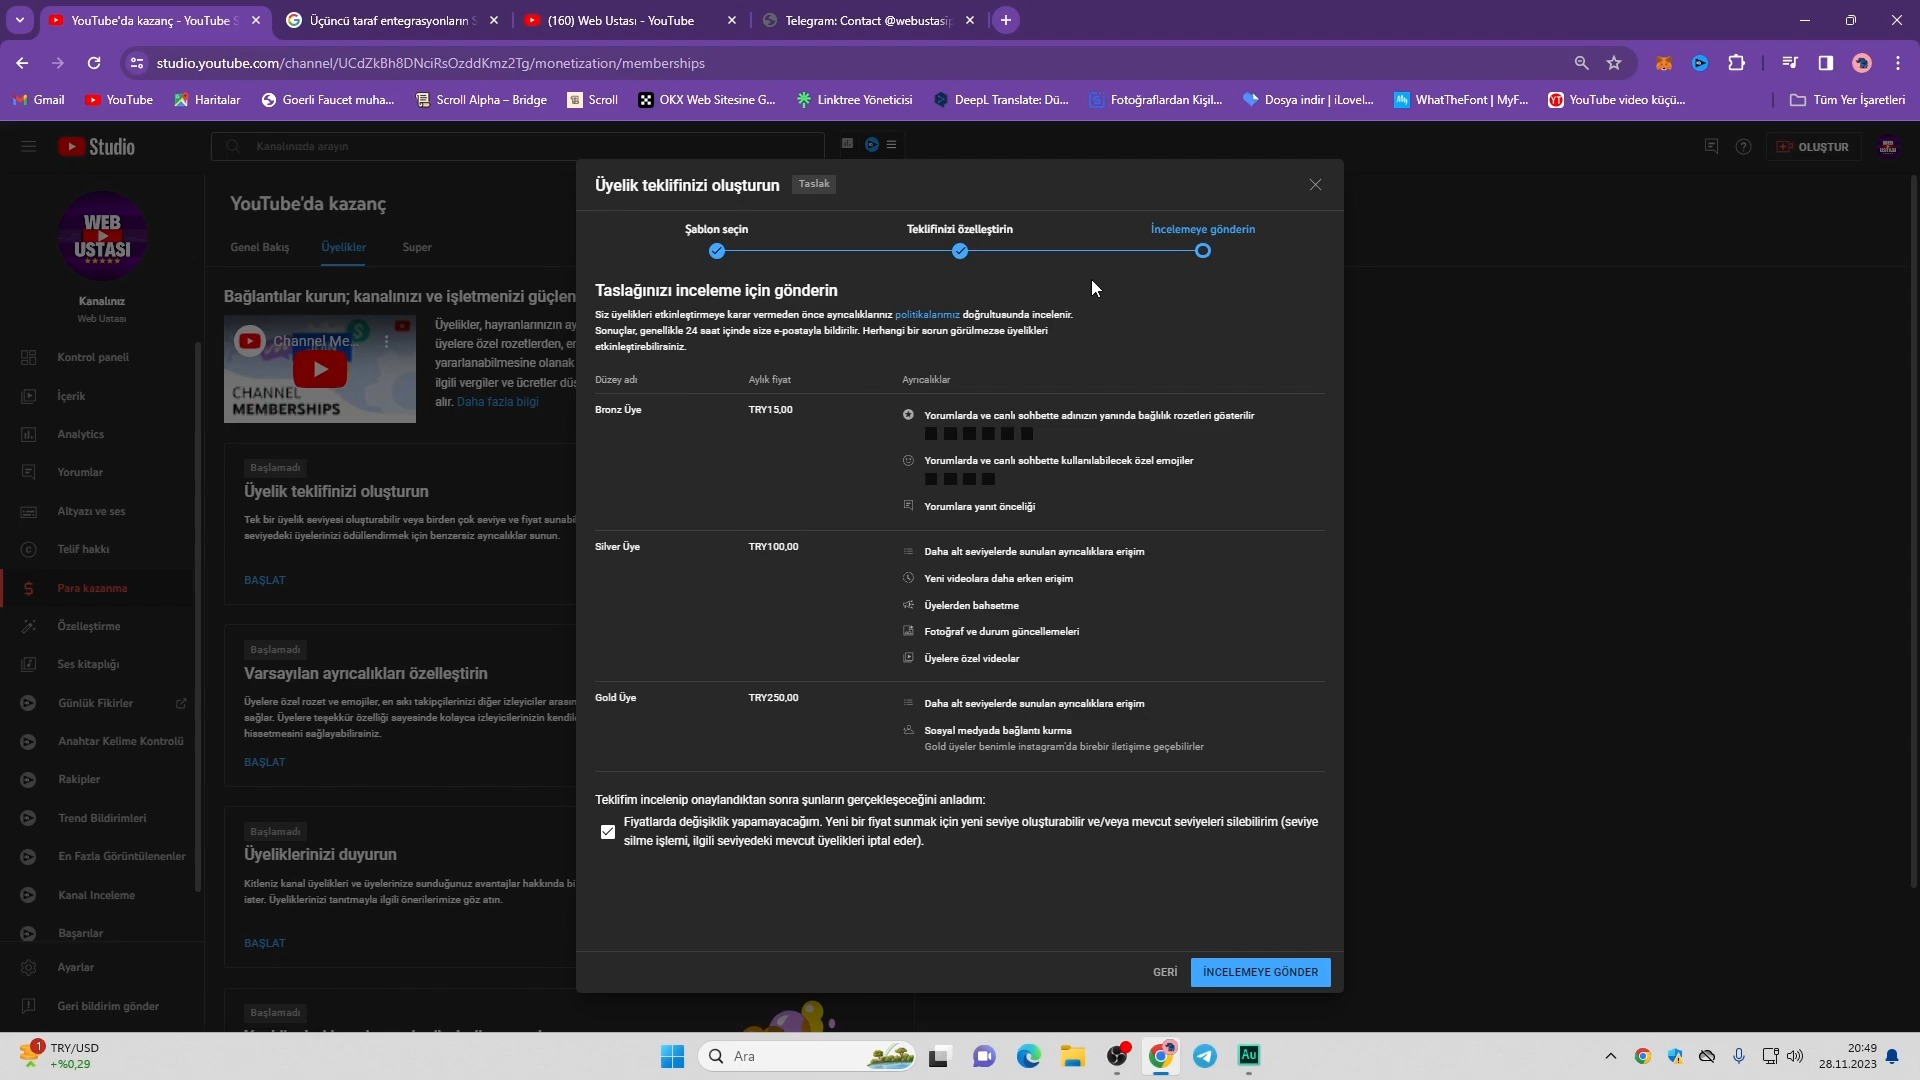 YouTube'da kazanç - YouTube S
Üçüncü taraf entegrasyonların S
(160) Web Ustası - YouTube
Telegram: Contact @webustasi
studio.youtube.com/channel/UCdZkBh8DNciRsOzddKmz2Tg/monetization/memberships
Gmail
YouTube
Haritalar
Goerli Faucet muha...
Scroll Alpha – Bridge
Scroll
OKX Web Sitesine G...
Linktree Yöneticisi
DeepL Translate: Dü...
Fotoğraflardan Kişil...
Dosya indir | iLovel...
WhatTheFont | MyF...
YouTube video küçü...
Tüm Yer İşaretleri
Studio
Kanalınızda arayın
OLUŞTUR
WEB
USTASI
Kanalınız
Web Ustası
Kontrol paneli
İçerik
Analytics
Yorumlar
Altyazı ve ses
Telif hakkı
Para kazanma
Özelleştirme
Ses kitaplığı
Günlük Fikirler
Anahtar Kelime Kontrolü
Rakipler
Trend Bildirimleri
En Fazla Görüntülenenler
Kanal Inceleme
Başarılar
Ayarlar
Geri bildirim gönder
YouTube'da kazanç
Genel Bakış
Üyelikler
Super
Bağlantılar kurun; kanalınızı ve işletmenizi güçlen
Channel Me...
CHANNEL
MEMBERSHIPS
Üyelikler, hayranlarınızın ay
üyelere özel rozetlerden, er
yararlanabilmesine olanak
ilgili vergiler ve ücretler düş
alır. Daha fazla bilgi
Başlamadı
Üyelik teklifinizi oluşturun
Tek bir üyelik seviyesi oluşturabilir veya birden çok seviye ve fiyat sunabi
seviyedeki üyelerinizi ödüllendirmek için benzersiz ayrıcalıklar sunun.
BAŞLAT
Başlamadı
Varsayılan ayrıcalıkları özelleştirin
Üyelere özel rozet ve emojiler, en sıkı takipçilerinizi diğer izleyiciler arasın
sağlar. Üyelere teşekkür özelliği sayesinde kolayca izleyicilerinizin kendile
hissetmesini sağlayabilirsiniz.
BAŞLAT
Başlamadı
Üyeliklerinizi duyurun
Kitleniz kanal üyelikleri ve üyelerinize sunduğunuz avantajlar hakkında bi
ister. Üyeliklerinizi tanıtmayla ilgili önerilerimize göz atın.
BAŞLAT
Başlamadı
Üyelik teklifinizi oluşturun
Taslak
Şablon seçin
Teklifinizi özelleştirin
İncelemeye gönderin
Taslağınızı inceleme için gönderin
Siz üyelikleri etkinleştirmeye karar vermeden önce ayrıcalıklarınız politikalarımız doğrultusunda incelenir.
Sonuçlar, genellikle 24 saat içinde size e-postayla bildirilir. Herhangi bir sorun görülmezse üyelikleri
etkinleştirebilirsiniz.
Düzey adı
Aylık fiyat
Ayrıcalıklar
Bronz Üye
TRY15,00
Yorumlarda ve canlı sohbette adınızın yanında bağlılık rozetleri gösterilir
Yorumlarda ve canlı sohbette kullanılabilecek özel emojiler
Yorumlara yanıt önceliği
Silver Üye
TRY100,00
Daha alt seviyelerde sunulan ayrıcalıklara erişim
Yeni videolara daha erken erişim
Üyelerden bahsetme
Fotoğraf ve durum güncellemeleri
Üyelere özel videolar
Gold Üye
TRY250,00
Daha alt seviyelerde sunulan ayrıcalıklara erişim
Sosyal medyada bağlantı kurma
Gold üyeler benimle instagram'da birebir iletişime geçebilirler
Teklifim incelenip onaylandıktan sonra şunların gerçekleşeceğini anladım:
Fiyatlarda değişiklik yapamayacağım. Yeni bir fiyat sunmak için yeni seviye oluşturabilir ve/veya mevcut seviyeleri silebilirim (seviye
silme işlemi, ilgili seviyedeki mevcut üyelikleri iptal eder).
GERİ
İNCELEMEYE GÖNDER
1
TRY/USD
+%0,29
Ara
Au
20:49
28.11.2023